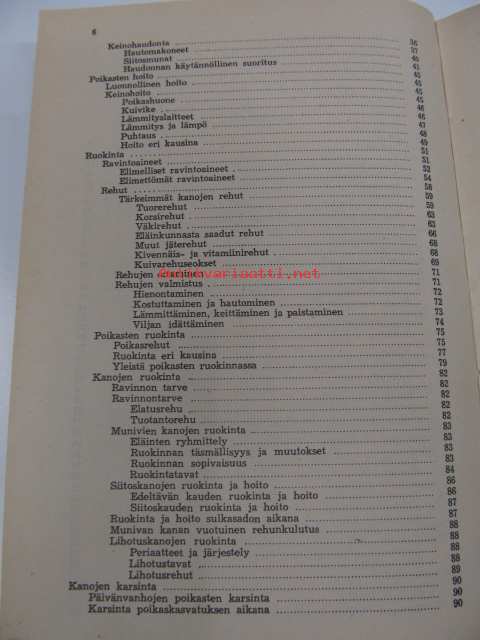 6
Keinohaudonta 36
Hautomakoneet 37
Siitosmunat 40
Haudonnan käytännöllinen suoritus 41
Poikasten hoito 45
Luonnollinen hoito 45
Keinohoito 45
Poikashuone 45
Kuivike 46
Lämmityslaitteet 46
Lämmitys ja lämpö 47
Puhtaus 48
Hoito eri kausina 49
Ruokinta 51
Ravintoaineet 51
Elimelliset ravintoaineet 52
Elimettömät ravintoaineet 54
Rehut 58
Tärkeimmät kanojen rehut 59
Tuorerehut 59
Korsirehut 63
Väkirehut 63
Eläinkunnasta saadut rehut 66
Muut jäterehut 68
Kivennäis- ja vitamiinirehut 68
Kuivarehuseokset 69
Rehujen 71
Rehujen valmistus 71
Hienontaminen 72
Kostuttaminen ja hautominen 72
Lämmittäminen, keittäminen ja paistaminen 73
Viljan idättäminen 74
Poikasten ruokinta 75
Poikasrehut 75
Ruokinta eri kausina 77
Yleistä poikasten ruokinnassa 79
Kanojen ruokinta 82
Ravinnon tarve 82
Ravinnontarve 82
Elatusrehu 82
Tuotantorehu 82
Munivien kanojen ruokinta 83
Eläinten ryhmittely 83
Ruokinnan täsmällisyys ja muutokset 83
Ruokinnan sopivaisuus 83
Ruokintatavat 84
Siitoskanojen ruokinta ja hoito 86
Edeltävän kauden ruokinta ja hoito 86
Siitoskauden ruokinta ja hoito 87
Ruokinta ja hoito sulkasadon aikana 87
Munivan kanan vuotuinen rehunkulutus 88
Lihotuskanojen ruokinta 88
Periaatteet ja järjestely 88
Lihotustavat 88
Lihotusrehut 89
Kanojen karsinta 90
Päivänvanhojen poikasten karsinta 90
Karsinta poikaskasvatuksen aikana 90